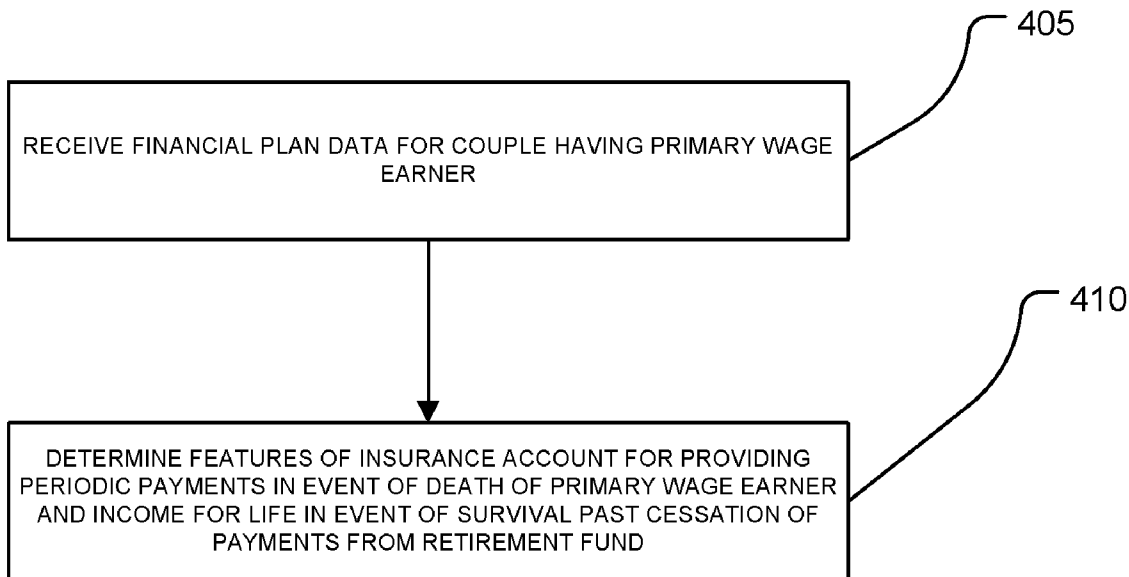 405
RECEIVE FINANCIAL PLAN DATA FOR COUPLE HAVING PRIMARY WAGE
EARNER
410
DETERMINE FEATURES OF INSURANCE ACCOUNT FOR PROVIDING
PERIODIC PAYMENTS IN EVENT OF DEATH OF PRIMARY WAGE EARNER
AND INCOME FOR LIFE IN EVENT OF SURVIVAL PAST CESSATION OF
PAYMENTS FROM RETIREMENT FUND